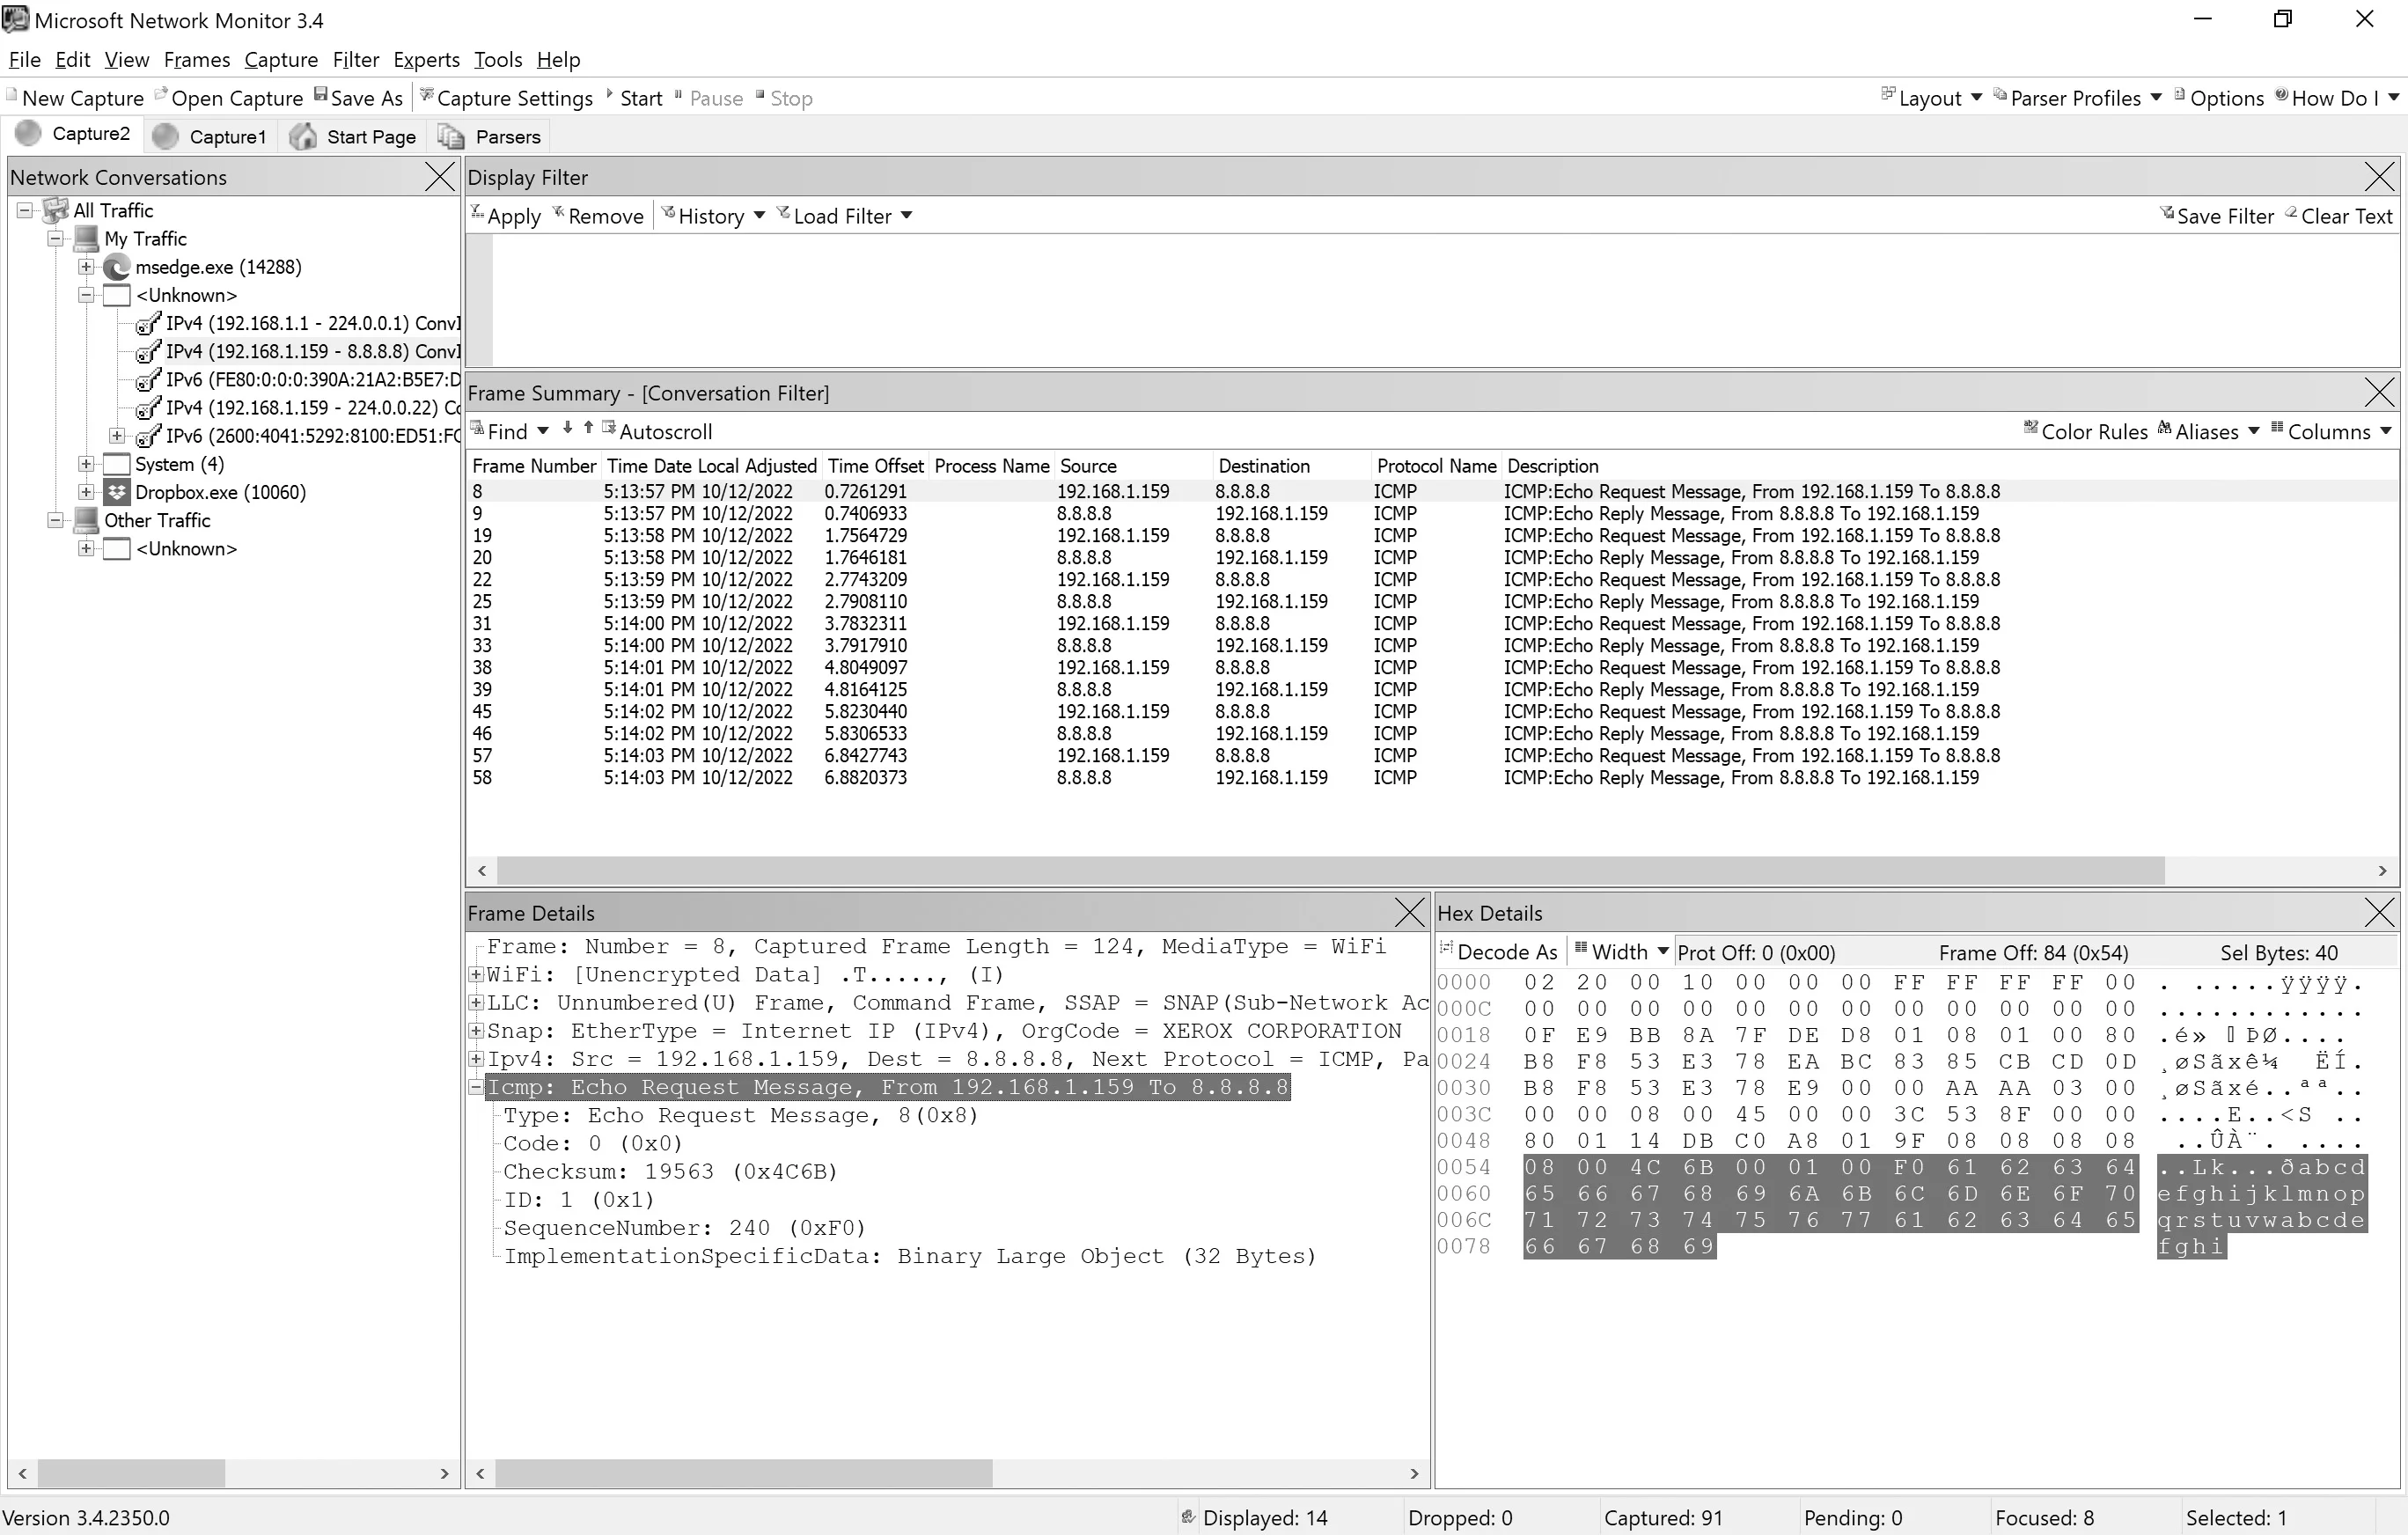 Microsoft Network Monitor 3.4
File Edit View Frames Capture Filter Experts Tools Help
New Capture Open Capture Save As Capture Settings Start Pause Stop Layout Parser Profiles Options How Do I
Capture2 Capture1 Start Page Parsers
Network Conversations
All Traffic
My Traffic
msedge.exe (14288)
<Unknown>
IPv4 (192.168.1.1 - 224.0.0.1) ConvI
IPv4 (192.168.1.159 - 8.8.8.8) ConvI
IPv6 (FE80:0:0:0:390A:21A2:B5E7:D
IPv4 (192.168.1.159 - 224.0.0.22) Co
IPv6 (2600:4041:5292:8100:ED51:FC
System (4)
Dropbox.exe (10060)
Other Traffic
<Unknown>
Display Filter
Apply Remove History Load Filter Save Filter Clear Text
Frame Summary - [Conversation Filter]
Find Autoscroll Color Rules Aliases Columns
Frame Number Time Date Local Adjusted Time Offset Process Name Source Destination Protocol Name Description
8 5:13:57 PM 10/12/2022 0.7261291 192.168.1.159 8.8.8.8 ICMP ICMP:Echo Request Message, From 192.168.1.159 To 8.8.8.8
9 5:13:57 PM 10/12/2022 0.7406933 8.8.8.8 192.168.1.159 ICMP ICMP:Echo Reply Message, From 8.8.8.8 To 192.168.1.159
19 5:13:58 PM 10/12/2022 1.7564729 192.168.1.159 8.8.8.8 ICMP ICMP:Echo Request Message, From 192.168.1.159 To 8.8.8.8
20 5:13:58 PM 10/12/2022 1.7646181 8.8.8.8 192.168.1.159 ICMP ICMP:Echo Reply Message, From 8.8.8.8 To 192.168.1.159
22 5:13:59 PM 10/12/2022 2.7743209 192.168.1.159 8.8.8.8 ICMP ICMP:Echo Request Message, From 192.168.1.159 To 8.8.8.8
25 5:13:59 PM 10/12/2022 2.7908110 8.8.8.8 192.168.1.159 ICMP ICMP:Echo Reply Message, From 8.8.8.8 To 192.168.1.159
31 5:14:00 PM 10/12/2022 3.7832311 192.168.1.159 8.8.8.8 ICMP ICMP:Echo Request Message, From 192.168.1.159 To 8.8.8.8
33 5:14:00 PM 10/12/2022 3.7917910 8.8.8.8 192.168.1.159 ICMP ICMP:Echo Reply Message, From 8.8.8.8 To 192.168.1.159
38 5:14:01 PM 10/12/2022 4.8049097 192.168.1.159 8.8.8.8 ICMP ICMP:Echo Request Message, From 192.168.1.159 To 8.8.8.8
39 5:14:01 PM 10/12/2022 4.8164125 8.8.8.8 192.168.1.159 ICMP ICMP:Echo Reply Message, From 8.8.8.8 To 192.168.1.159
45 5:14:02 PM 10/12/2022 5.8230440 192.168.1.159 8.8.8.8 ICMP ICMP:Echo Request Message, From 192.168.1.159 To 8.8.8.8
46 5:14:02 PM 10/12/2022 5.8306533 8.8.8.8 192.168.1.159 ICMP ICMP:Echo Reply Message, From 8.8.8.8 To 192.168.1.159
57 5:14:03 PM 10/12/2022 6.8427743 192.168.1.159 8.8.8.8 ICMP ICMP:Echo Request Message, From 192.168.1.159 To 8.8.8.8
58 5:14:03 PM 10/12/2022 6.8820373 8.8.8.8 192.168.1.159 ICMP ICMP:Echo Reply Message, From 8.8.8.8 To 192.168.1.159
Frame Details
Frame: Number = 8, Captured Frame Length = 124, MediaType = WiFi
WiFi: [Unencrypted Data] .T....., (I)
LLC: Unnumbered(U) Frame, Command Frame, SSAP = SNAP(Sub-Network Ac
Snap: EtherType = Internet IP (IPv4), OrgCode = XEROX CORPORATION
Ipv4: Src = 192.168.1.159, Dest = 8.8.8.8, Next Protocol = ICMP, Pa
Icmp: Echo Request Message, From 192.168.1.159 To 8.8.8.8
Type: Echo Request Message, 8(0x8)
Code: 0 (0x0)
Checksum: 19563 (0x4C6B)
ID: 1 (0x1)
SequenceNumber: 240 (0xF0)
ImplementationSpecificData: Binary Large Object (32 Bytes)
Hex Details
Decode As Width Prot Off: 0 (0x00) Frame Off: 84 (0x54) Sel Bytes: 40
0000 02 20 00 10 00 00 00 FF FF FF FF 00 . .....ÿÿÿÿ.
000C 00 00 00 00 00 00 00 00 00 00 00 00 ............
0018 0F E9 BB 8A 7F DE D8 01 08 01 00 80 .é» ÞØ....
0024 B8 F8 53 E3 78 EA BC 83 85 CB CD 0D ¸øSãxê¼ ËÍ.
0030 B8 F8 53 E3 78 E9 00 00 AA AA 03 00 ¸øSãxé..ªª..
003C 00 00 08 00 45 00 00 3C 53 8F 00 00 ....E..<S ..
0048 80 01 14 DB C0 A8 01 9F 08 08 08 08 ..ÛÀ¨. ....
0054 08 00 4C 6B 00 01 00 F0 61 62 63 64 ..Lk...ðabcd
0060 65 66 67 68 69 6A 6B 6C 6D 6E 6F 70 efghijklmnop
006C 71 72 73 74 75 76 77 61 62 63 64 65 qrstuvwabcde
0078 66 67 68 69 fghi
Version 3.4.2350.0 Displayed: 14 Dropped: 0 Captured: 91 Pending: 0 Focused: 8 Selected: 1